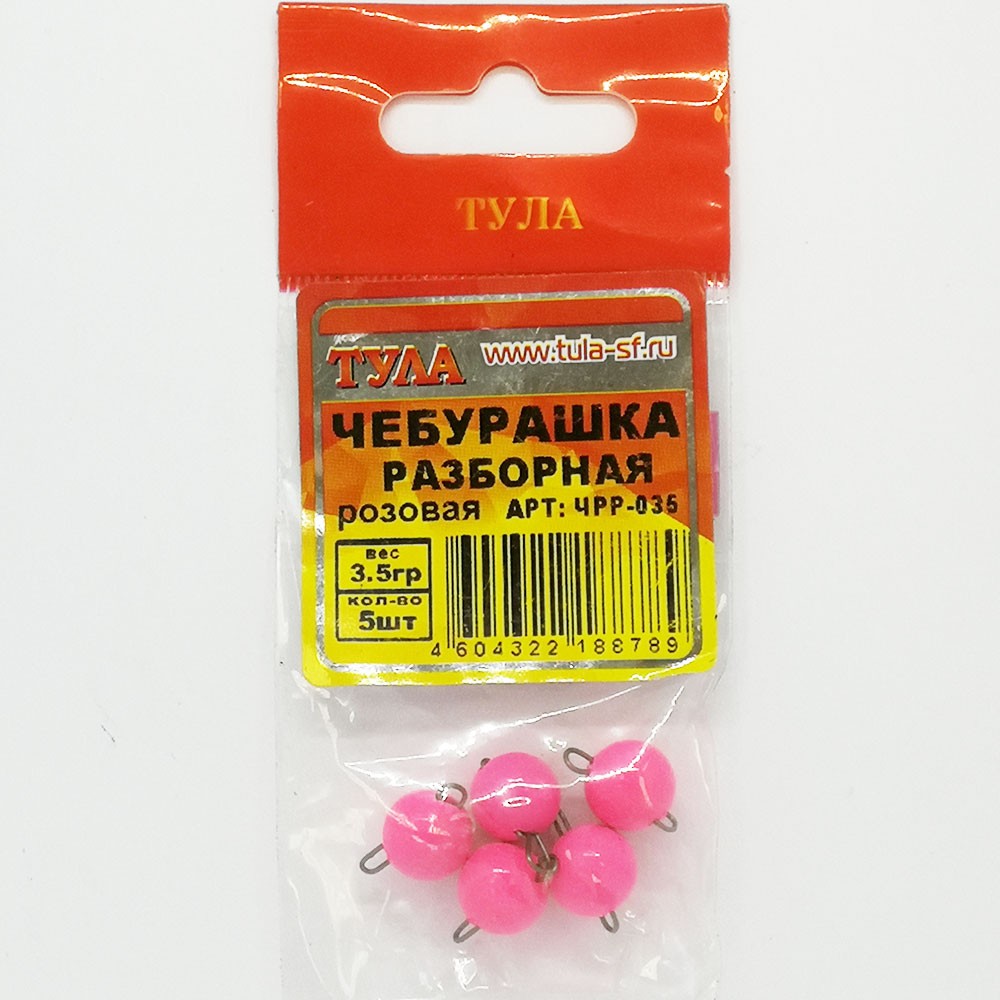 ТУЛА
ТУЛА www.tula-sf.ru
ЧЕБУРАШКА
РАЗБОРНАЯ
розовая АРТ: ЧРР-035
вес
3.5гр
кол-во
5шт
4 604322 188789